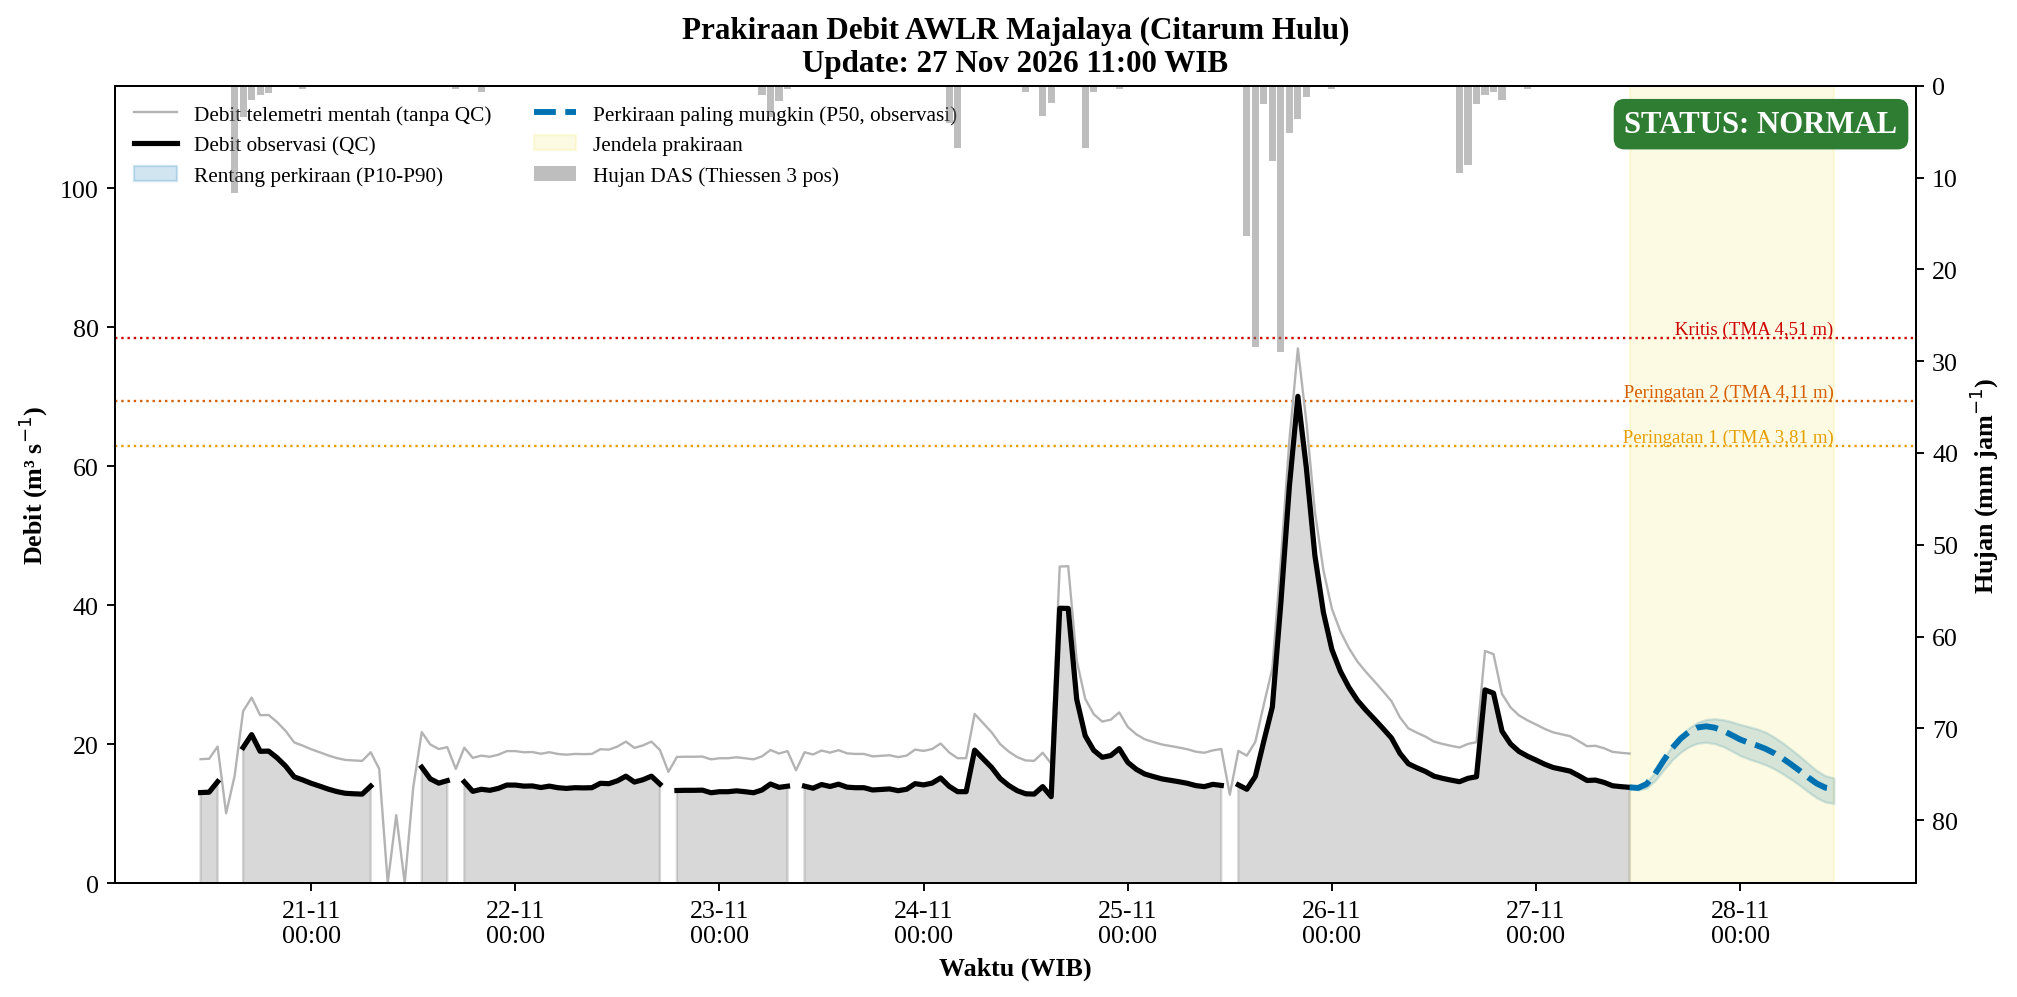 Prakiraan Debit AWLR Majalaya (Citarum Hulu)
Update: 27 Nov 2026 11:00 WIB
Debit telemetri mentah (tanpa QC)
Debit observasi (QC)
Rentang perkiraan (P10-P90)
Perkiraan paling mungkin (P50, observasi)
Jendela prakiraan
Hujan DAS (Thiessen 3 pos)
STATUS: NORMAL
Kritis (TMA 4,51 m)
Peringatan 2 (TMA 4,11 m)
Peringatan 1 (TMA 3,81 m)
Debit (m³ s⁻¹)
100
80
60
40
20
0
Hujan (mm jam⁻¹)
0
10
20
30
40
50
60
70
80
21-11
00:00
22-11
00:00
23-11
00:00
24-11
00:00
25-11
00:00
26-11
00:00
27-11
00:00
28-11
00:00
Waktu (WIB)